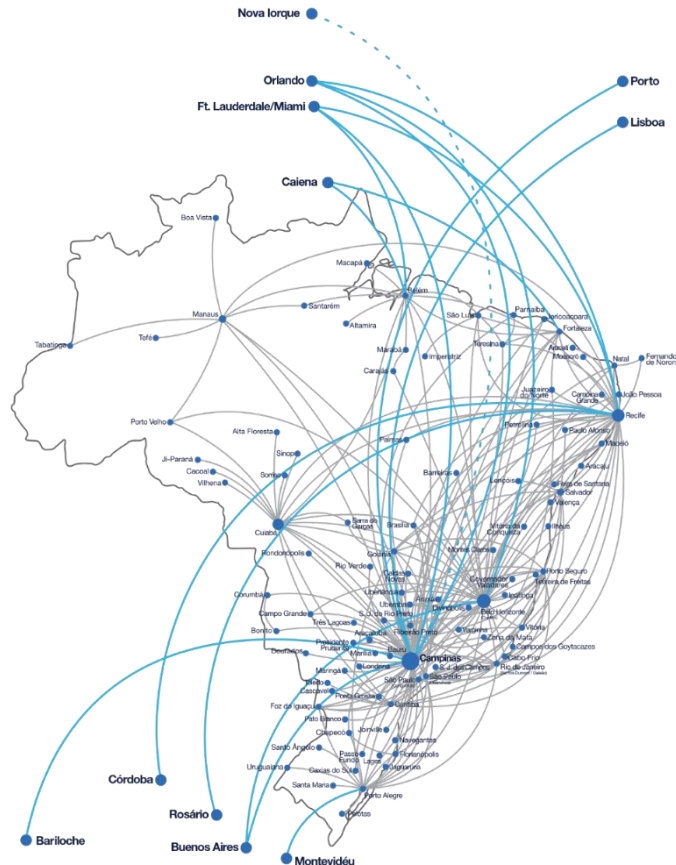 Nova Iorque
Orlando
Porto
Ft. Lauderdale/Miami
Lisboa
Caiena
Boa Vista
Macapá
Belém
Santarém
Manaus
Altamira
São Luís
Parnaíba
Jericoacoara
Fortaleza
Tabatinga
Tefé
Marabá
Imperatriz
Teresina
Aracati
Mossoró
Natal
Fernando
de Noronha
Carajás
Juazeiro
do Norte
Campina
Grande
João Pessoa
Recife
Porto Velho
Alta Floresta
Palmas
Petrolina
Paulo Afonso
Maceió
Sinop
Ji-Paraná
Cacoal
Vilhena
Sorriso
Barreiras
Lençóis
Aracaju
Feira de Santana
Salvador
Valença
Cuiabá
Barra do
Garças
Brasília
Vitória da
Conquista
Ilhéus
Rondonópolis
Goiânia
Montes Claros
Rio Verde
Caldas
Novas
Governador
Valadares
Porto Seguro
Teixeira de Freitas
Corumbá
Uberlândia
Uberaba
Araxá
Divinópolis
Ipatinga
Belo Horizonte
Campo Grande
Três Lagoas
S. J. do Rio Preto
Araçatuba
Ribeirão Preto
Varginha
Vitória
Bonito
Presidente
Prudente
Bauru
Zona da Mata
Dourados
Marília
Campinas
Campos dos Goytacazes
Cabo Frio
Maringá
Londrina
S. J. dos Campos
Rio de Janeiro
(Santos Dumont - Galeão)
São Paulo
São Paulo
Toledo
Cascavel
Ponta Grossa
Foz do Iguaçu
Curitiba
Pato Branco
Chapecó
Joinville
Navegantes
Santo Ângelo
Passo
Fundo
Lages
Florianópolis
Uruguaiana
Caxias do Sul
Jaguaruna
Santa Maria
Porto Alegre
Pelotas
Córdoba
Rosário
Bariloche
Buenos Aires
Montevidéu